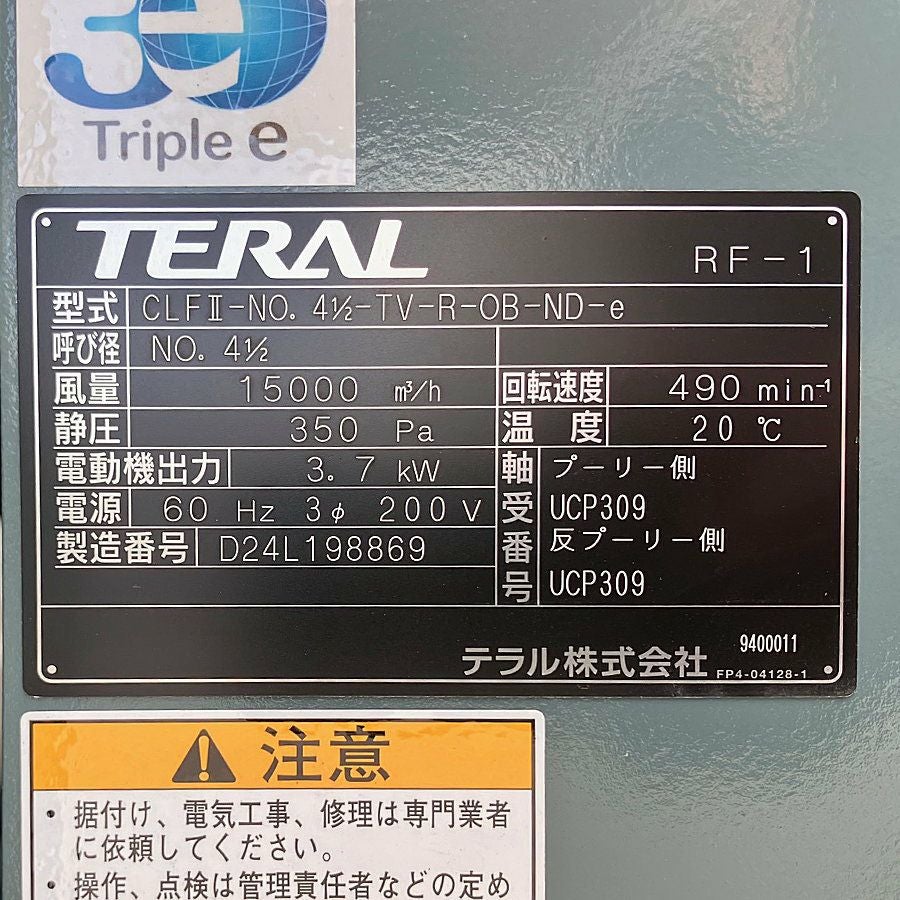 3e
Triple e
TERAL RF-1
型式 CLFⅡ-NO. 4½-TV-R-OB-ND-e
呼び径 NO. 4½
風量 15000 m³/h 回転速度 490 min⁻¹
静圧 350 Pa 温度 20 ℃
電動機出力 3.7 kW
電源 60 Hz 3φ 200 V
製造番号 D24L198869
軸受番号
プーリー側
UCP309
反プーリー側
UCP309
9400011
テラル株式会社 FP4-04128-1
注意
・据付け、電気工事、修理は専門業者
に依頼してください。
・操作、点検は管理責任者などの定め